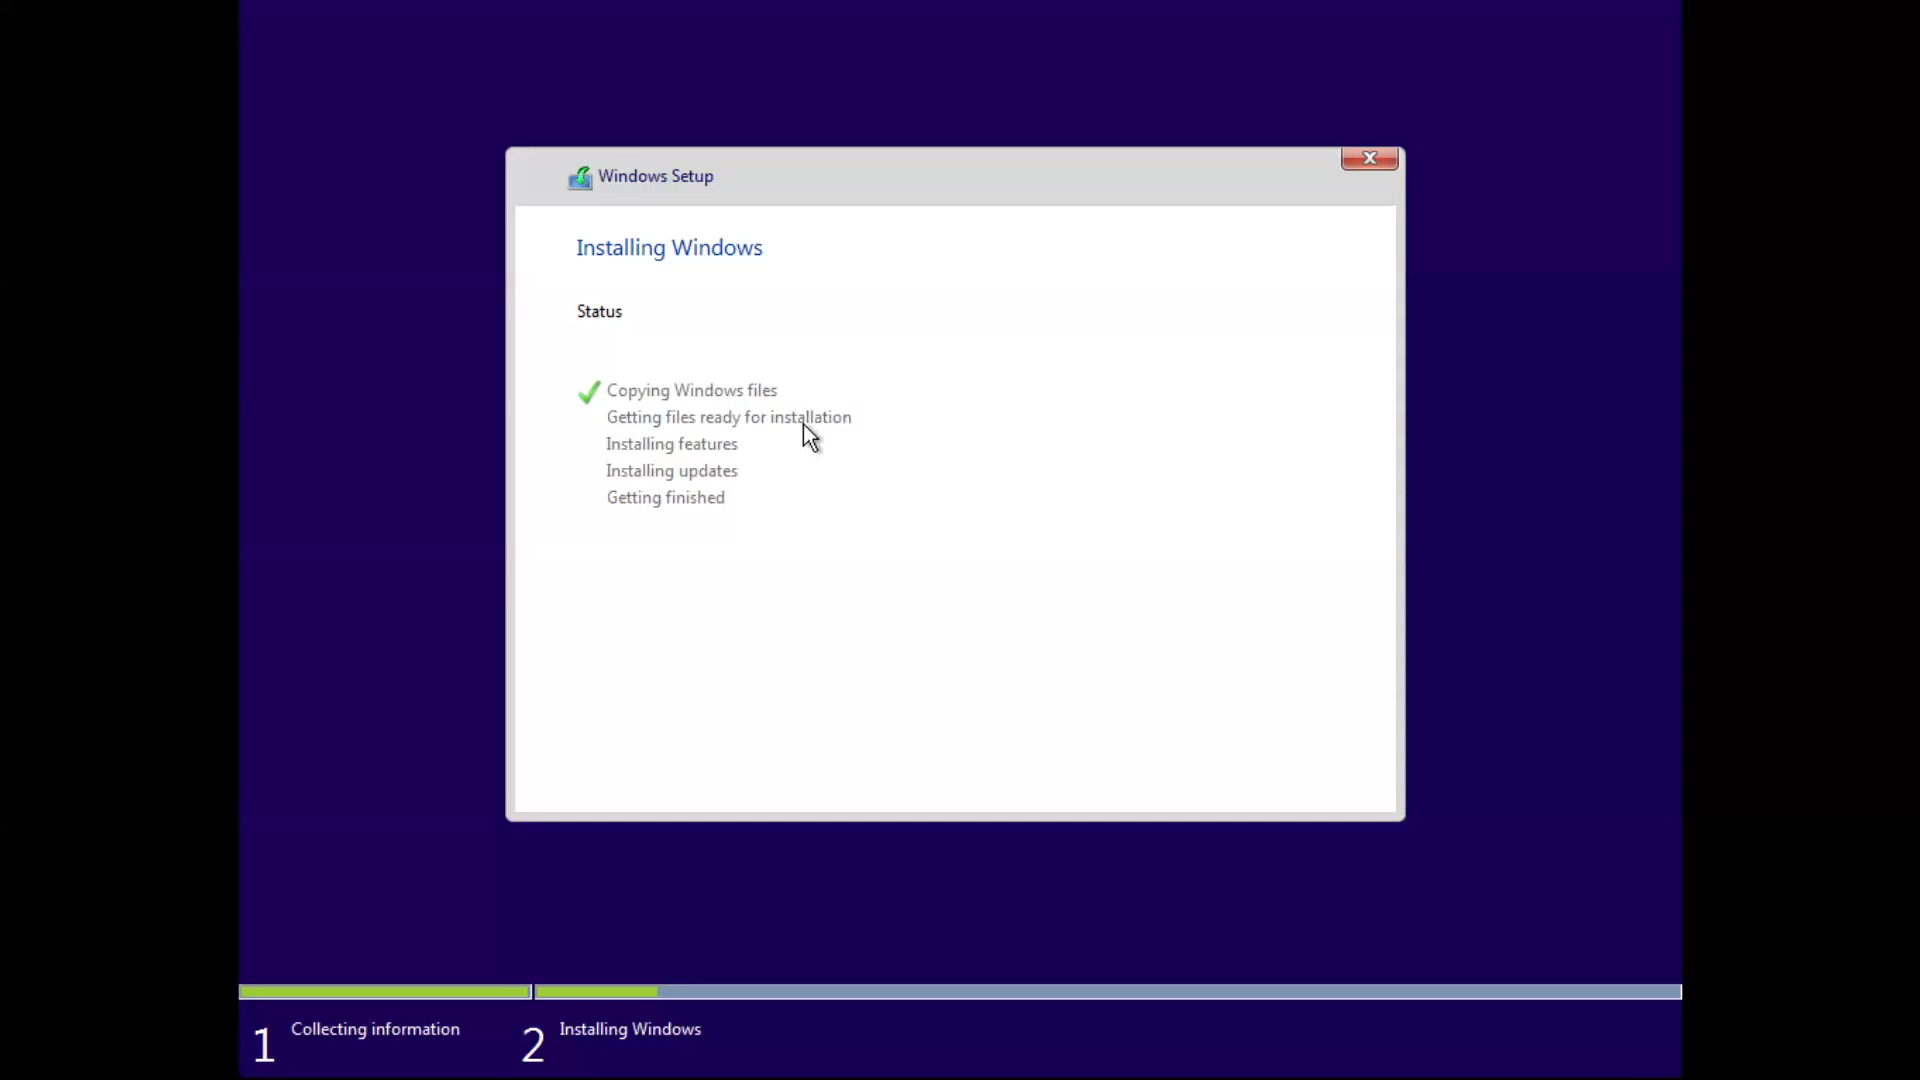 Windows Setup
Installing Windows
Status
Copying Windows files
Getting files ready for installation
Installing features
Installing updates
Getting finished
1 Collecting information
2 Installing Windows